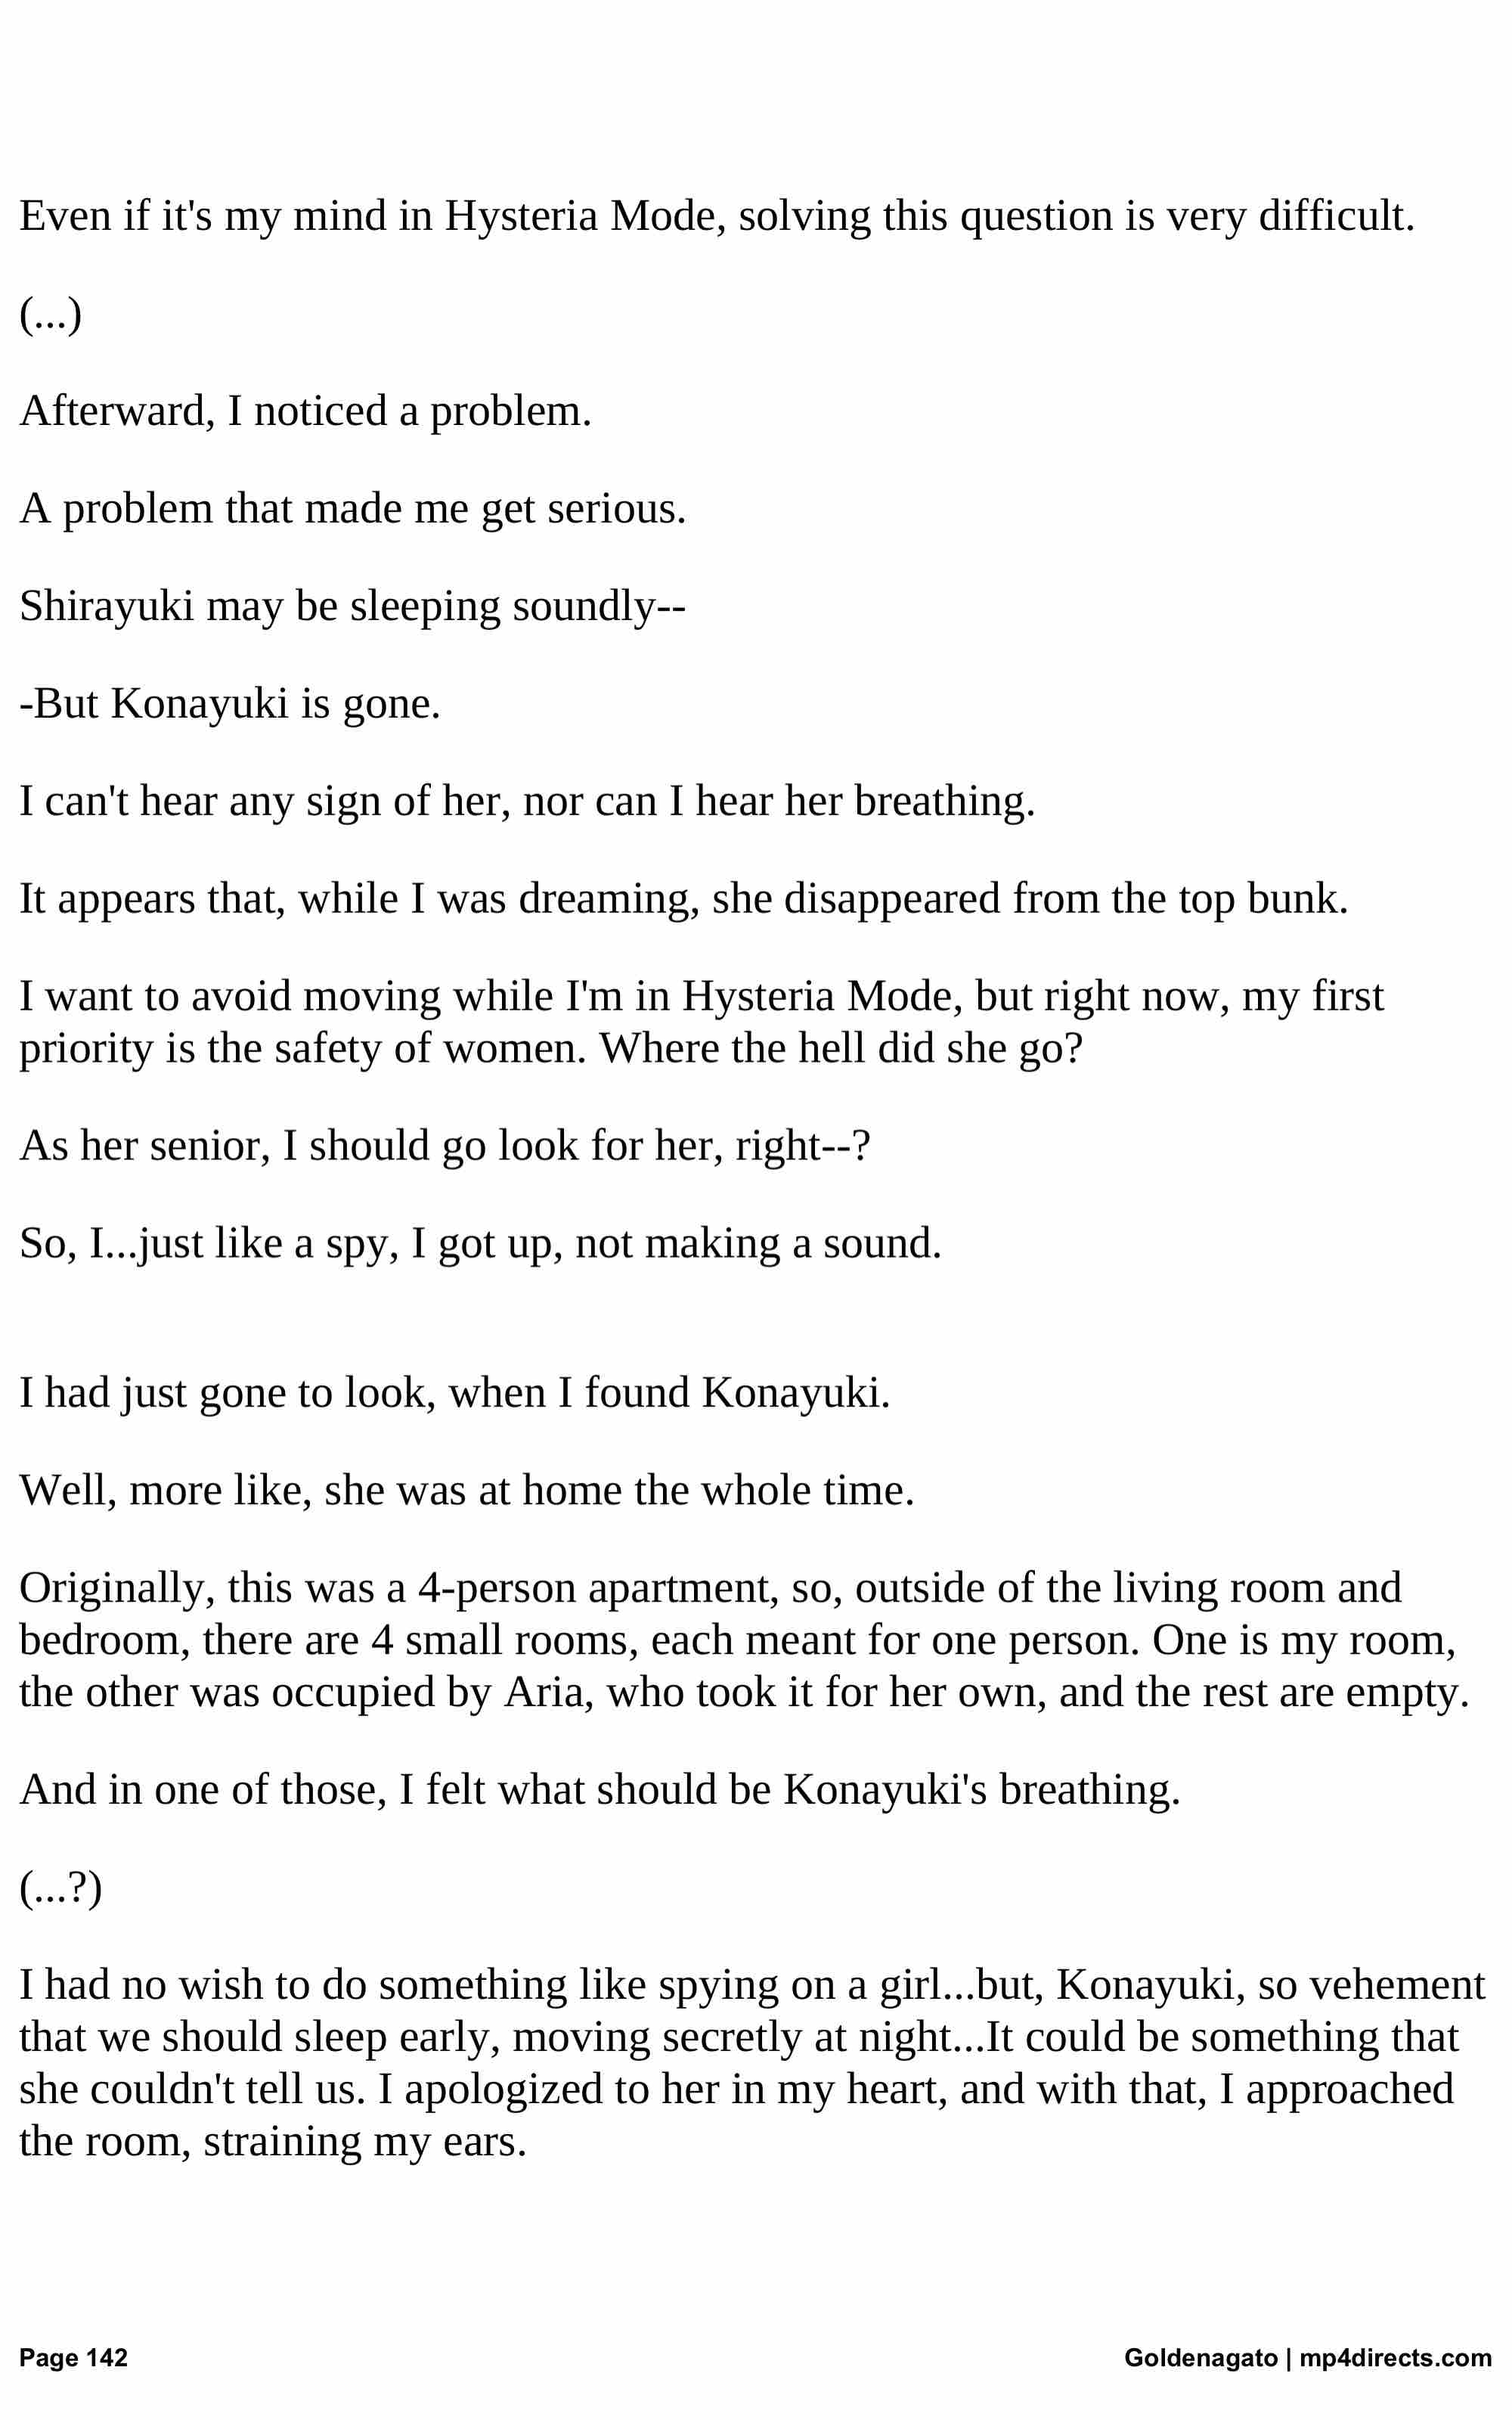 Even if it's my mind in Hysteria Mode, solving this question is very difficult.
(...)
Afterward, I noticed a problem.
A problem that made me get serious.
Shirayuki may be sleeping soundly--
-But Konayuki is gone.
I can't hear any sign of her, nor can I hear her breathing.
It appears that, while I was dreaming, she disappeared from the top bunk.
I want to avoid moving while I'm in Hysteria Mode, but right now, my first
priority is the safety of women. Where the hell did she go?
As her senior, I should go look for her, right--?
So, I...just like a spy, I got up, not making a sound.
I had just gone to look, when I found Konayuki.
Well, more like, she was at home the whole time.
Originally, this was a 4-person apartment, so, outside of the living room and
bedroom, there are 4 small rooms, each meant for one person. One is my room,
the other was occupied by Aria, who took it for her own, and the rest are empty.
And in one of those, I felt what should be Konayuki's breathing.
(...?)
I had no wish to do something like spying on a girl...but, Konayuki, so vehement
that we should sleep early, moving secretly at night...It could be something that
she couldn't tell us. I apologized to her in my heart, and with that, I approached
the room, straining my ears.
Page 142
Goldenagato | mp4directs.com